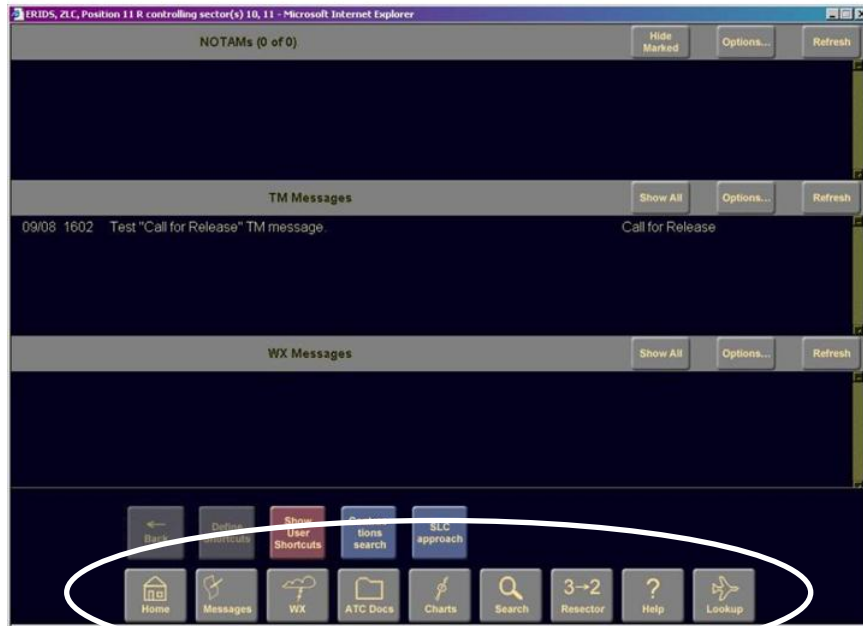 ERIDS, ZLC, Position 11 R controlling sector(s) 10, 11 - Microsoft Internet Explorer
NOTAMs (0 of 0)
Hide
Marked
Options...
Refresh
TM Messages
Show All
Options...
Refresh
09/08 1602 Test "Call for Release" TM message. Call for Release
WX Messages
Show All
Options...
Refresh
Back
Define
Shortcuts
Show
User
Shortcuts
tions
search
SLC
approach
Home
Messages
WX
ATC Docs
Charts
Search
3→2
Resector
?
Help
Lookup